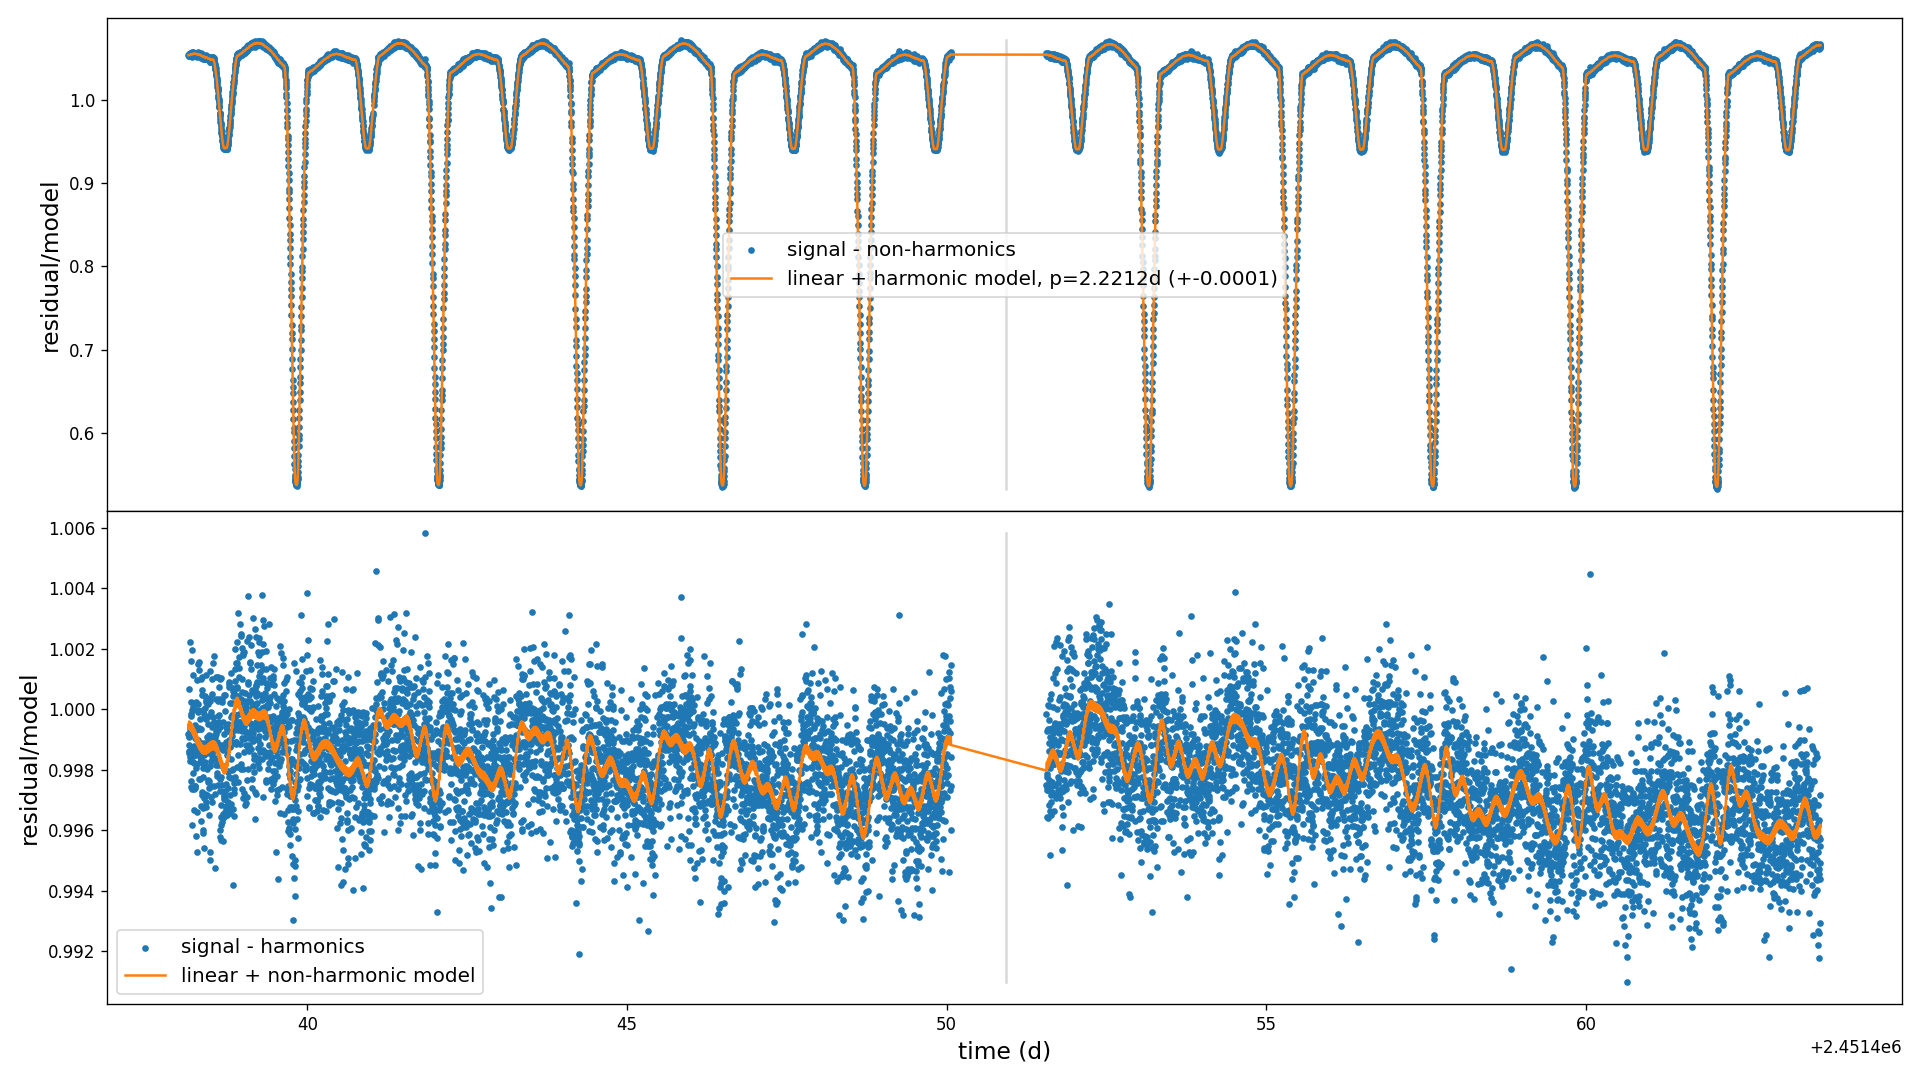 residual/model
1.0
0.9
0.8
0.7
0.6
signal - non-harmonics
linear + harmonic model, p=2.2212d (+-0.0001)
residual/model
1.006
1.004
1.002
1.000
0.998
0.996
0.994
0.992
signal - harmonics
linear + non-harmonic model
40
45
50
55
60
time (d)
+2.4514e6